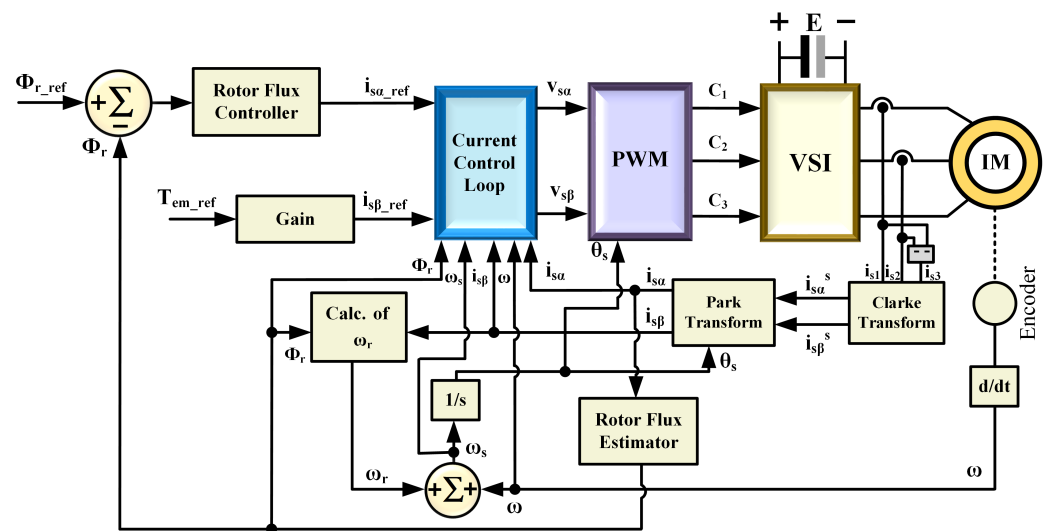 + E −
Φr_ref
+ Σ −
Φr
Rotor Flux
Controller
isα_ref
Current
Control
Loop
vsα
vsβ
PWM
C1
C2
C3
VSI
IM
Tem_ref
Gain
isβ_ref
Φr
ωs
isβ
ω
isα
θs
isα
isβ
Park
Transform
θs
isα^s
isβ^s
is1
is2
is3
− −
Clarke
Transform
Encoder
Calc. of
ωr
Φr
1/s
ωs
Rotor Flux
Estimator
d/dt
ωr
+ Σ +
ω
ω